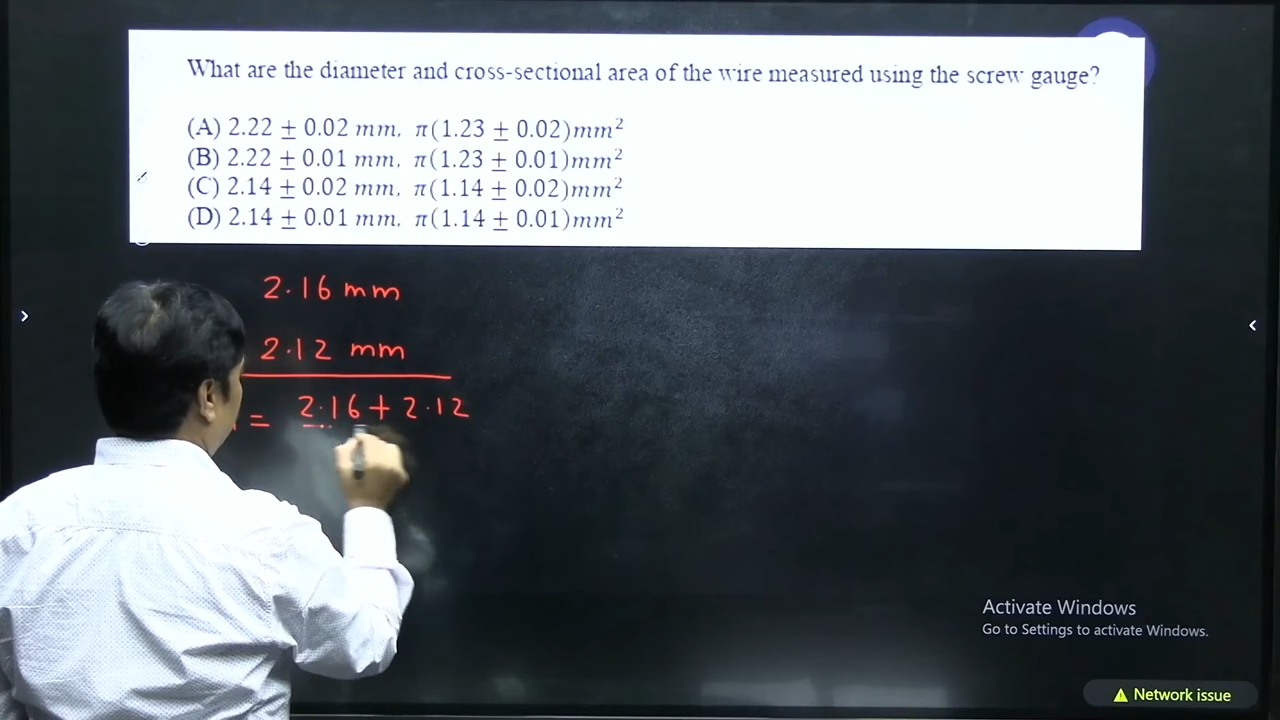 What are the diameter and cross-sectional area of the wire measured using the screw gauge?
(A) 2.22 ± 0.02 mm, π(1.23 ± 0.02)mm²
(B) 2.22 ± 0.01 mm, π(1.23 ± 0.01)mm²
(C) 2.14 ± 0.02 mm, π(1.14 ± 0.02)mm²
(D) 2.14 ± 0.01 mm, π(1.14 ± 0.01)mm²
2.16 mm
2.12 mm
= 2.16 + 2.12
Activate Windows
Go to Settings to activate Windows.
Network issue